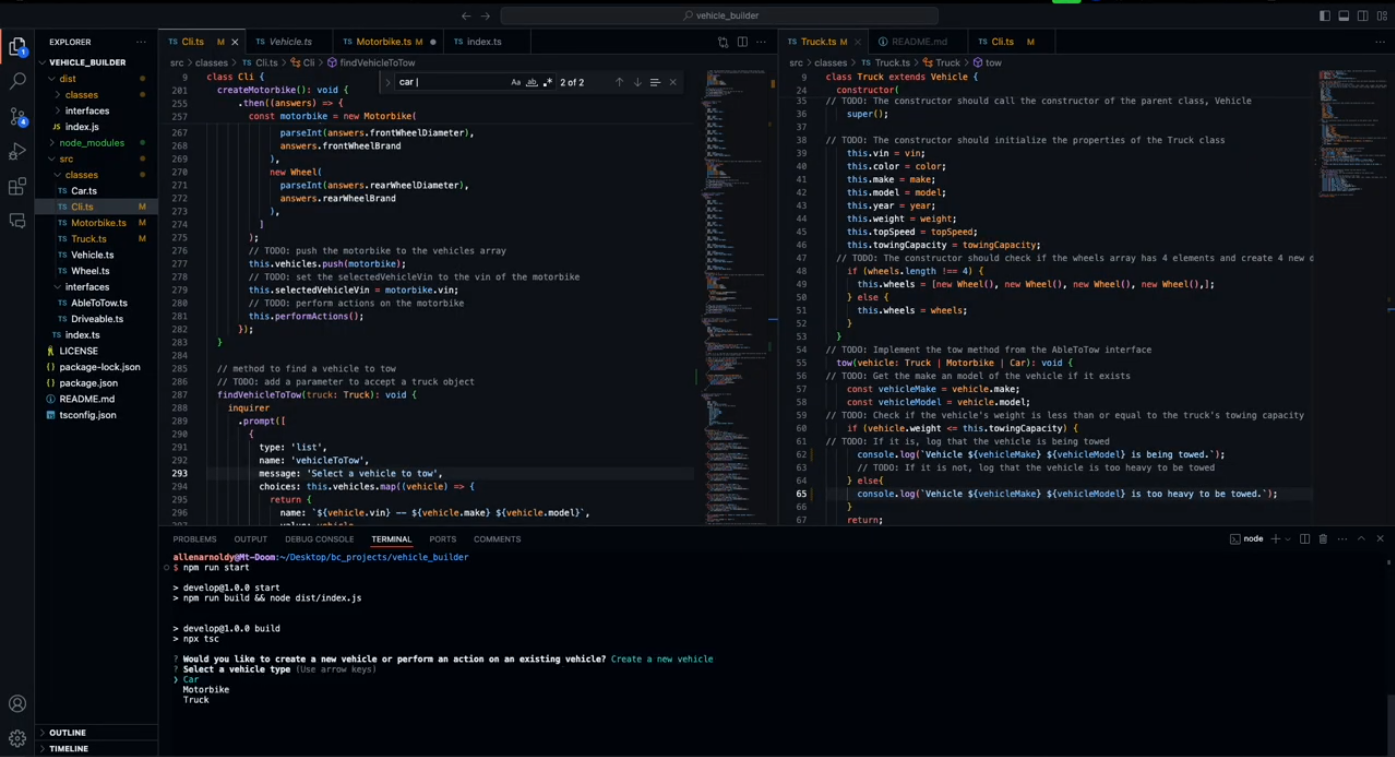 vehicle_builder
EXPLORER
VEHICLE_BUILDER
dist
classes
interfaces
JS index.js
node_modules
src
classes
TS Car.ts
TS Cli.ts M
TS Motorbike.ts M
TS Truck.ts M
TS Vehicle.ts
TS Wheel.ts
interfaces
TS AbleToTow.ts
TS Driveable.ts
TS index.ts
LICENSE
package-lock.json
package.json
README.md
tsconfig.json
OUTLINE
TIMELINE
TS Cli.ts M TS Vehicle.ts TS Motorbike.ts M TS index.ts
src > classes > TS Cli.ts > Cli > findVehicleToTow
car 2 of 2
9 class Cli {
201 createMotorbike(): void {
255 .then((answers) => {
257 const motorbike = new Motorbike(
267 parseInt(answers.frontWheelDiameter),
268 answers.frontWheelBrand
269 ),
270 new Wheel(
271 parseInt(answers.rearWheelDiameter),
272 answers.rearWheelBrand
273 ),
274 ]
275 );
276 // TODO: push the motorbike to the vehicles array
277 this.vehicles.push(motorbike);
278 // TODO: set the selectedVehicleVin to the vin of the motorbike
279 this.selectedVehicleVin = motorbike.vin;
280 // TODO: perform actions on the motorbike
281 this.performActions();
282 });
283 }
284
285 // method to find a vehicle to tow
286 // TODO: add a parameter to accept a truck object
287 findVehicleToTow(truck: Truck): void {
288 inquirer
289 .prompt([
290 {
291 type: 'list',
292 name: 'vehicleToTow',
293 message: 'Select a vehicle to tow',
294 choices: this.vehicles.map((vehicle) => {
295 return {
296 name: `${vehicle.vin} -- ${vehicle.make} ${vehicle.model}`,
TS Truck.ts M README.md TS Cli.ts M
src > classes > TS Truck.ts > Truck > tow
9 class Truck extends Vehicle {
24 constructor(
35 // TODO: The constructor should call the constructor of the parent class, Vehicle
36 super();
37
38 // TODO: The constructor should initialize the properties of the Truck class
39 this.vin = vin;
40 this.color = color;
41 this.make = make;
42 this.model = model;
43 this.year = year;
44 this.weight = weight;
45 this.topSpeed = topSpeed;
46 this.towingCapacity = towingCapacity;
47 // TODO: The constructor should check if the wheels array has 4 elements and create 4 new d
48 if (wheels.length !== 4) {
49 this.wheels = [new Wheel(), new Wheel(), new Wheel(), new Wheel(),];
50 } else {
51 this.wheels = wheels;
52 }
53 }
54 // TODO: Implement the tow method from the AbleToTow interface
55 tow(vehicle: Truck | Motorbike | Car): void {
56 // TODO: Get the make an model of the vehicle if it exists
57 const vehicleMake = vehicle.make;
58 const vehicleModel = vehicle.model;
59 // TODO: Check if the vehicle's weight is less than or equal to the truck's towing capacity
60 if (vehicle.weight <= this.towingCapacity) {
61 // TODO: If it is, log that the vehicle is being towed
62 console.log(`Vehicle ${vehicleMake} ${vehicleModel} is being towed.`);
63 // TODO: If it is not, log that the vehicle is too heavy to be towed
64 } else{
65 console.log(`Vehicle ${vehicleMake} ${vehicleModel} is too heavy to be towed.`);
66 }
67 return;
PROBLEMS OUTPUT DEBUG CONSOLE TERMINAL PORTS COMMENTS
node
allenarnoldy@Mt-Doom:~/Desktop/bc_projects/vehicle_builder
$ npm run start
> develop@1.0.0 start
> npm run build && node dist/index.js
> develop@1.0.0 build
> npx tsc
? Would you like to create a new vehicle or perform an action on an existing vehicle? Create a new vehicle
? Select a vehicle type (Use arrow keys)
❯ Car
Motorbike
Truck